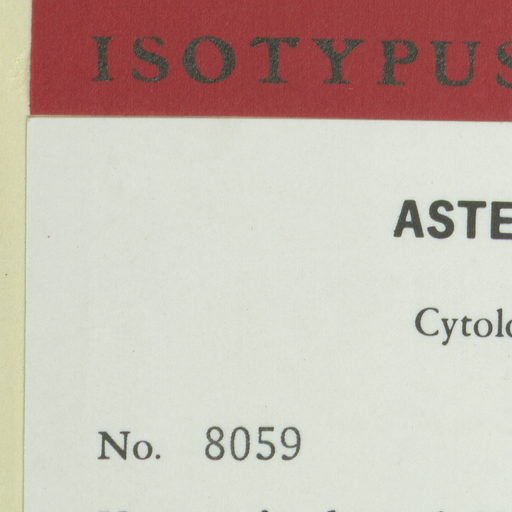 ISOTYPUS
ASTE
Cytolo
No. 8059